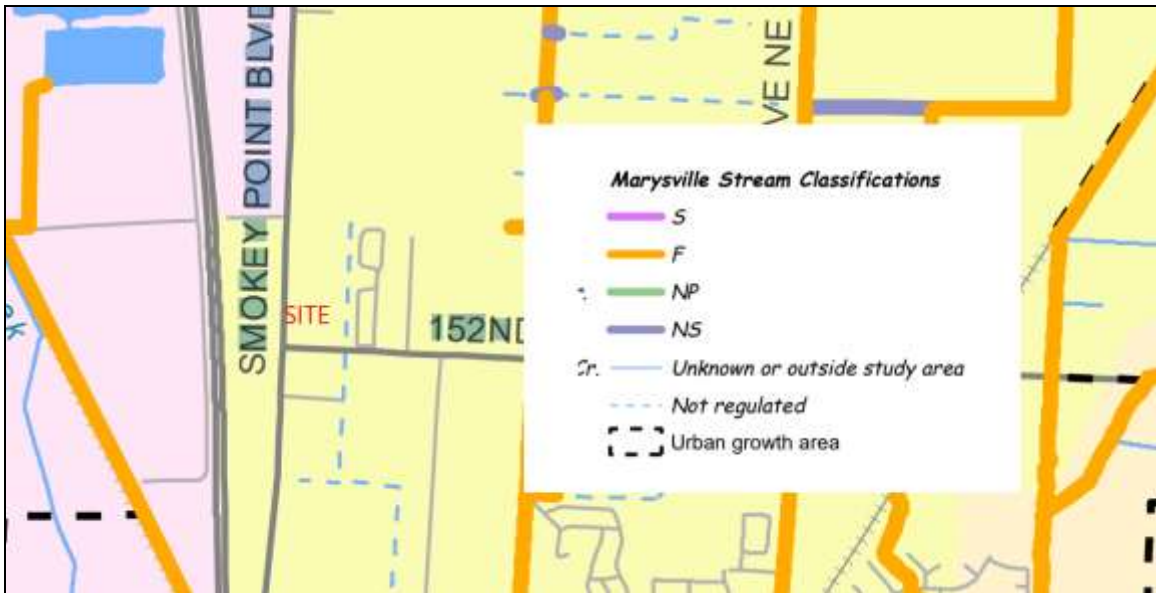 SMOKEY POINT BLVD
VE NE
SITE
152ND
Marysville Stream Classifications
S
F
NP
NS
Cr.
Unknown or outside study area
Not regulated
Urban growth area